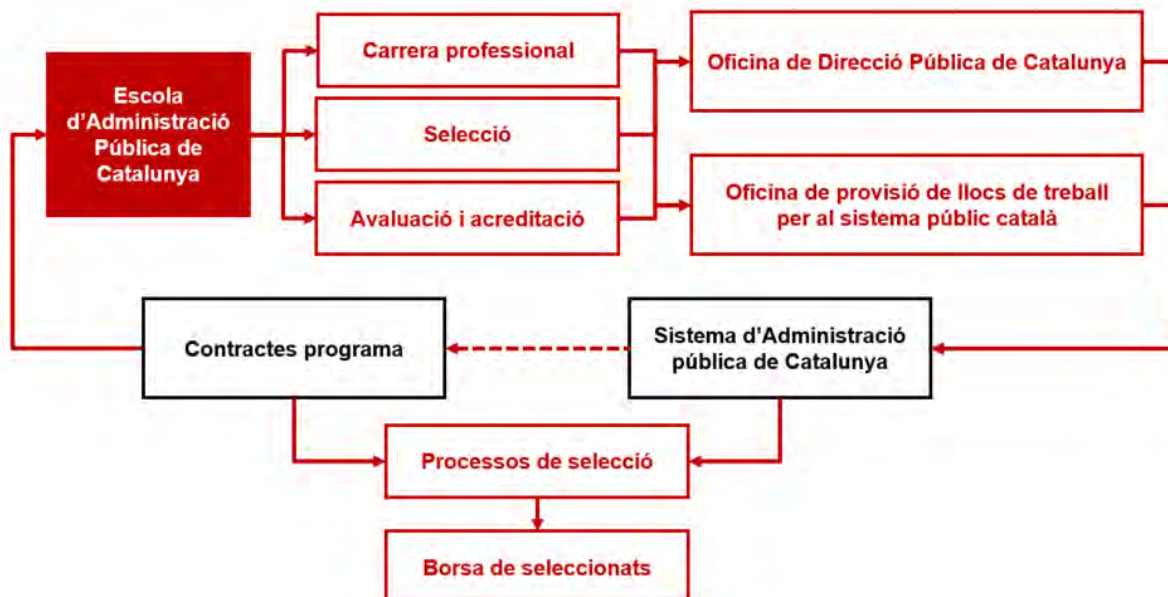 Escola
d'Administració
Pública de
Catalunya
Carrera professional
Selecció
Avaluació i acreditació
Oficina de Direcció Pública de Catalunya
Oficina de provisió de llocs de treball
per al sistema públic català
Contractes programa
Sistema d'Administració
pública de Catalunya
Processos de selecció
Borsa de seleccionats